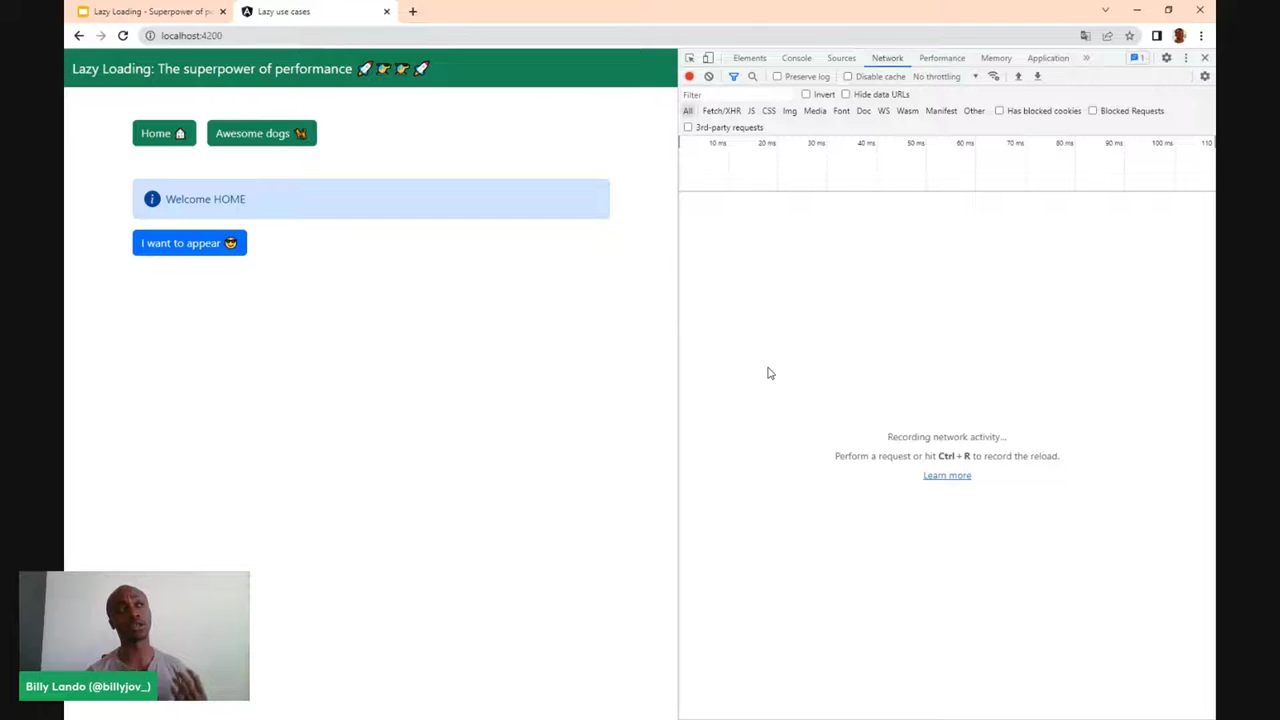 Lazy Loading - Superpower of p
Lazy use cases
localhost:4200
Lazy Loading: The superpower of performance 🚀
Home
Awesome dogs
Welcome HOME
I want to appear 😎
Elements Console Sources Network Performance Memory Application » 1
Preserve log Disable cache No throttling
Filter Invert Hide data URLs
All Fetch/XHR JS CSS Img Media Font Doc WS Wasm Manifest Other Has blocked cookies Blocked Requests
3rd-party requests
10 ms 20 ms 30 ms 40 ms 50 ms 60 ms 70 ms 80 ms 90 ms 100 ms 110
Recording network activity...
Perform a request or hit Ctrl + R to record the reload.
Learn more
Billy Lando (@billyjov_)